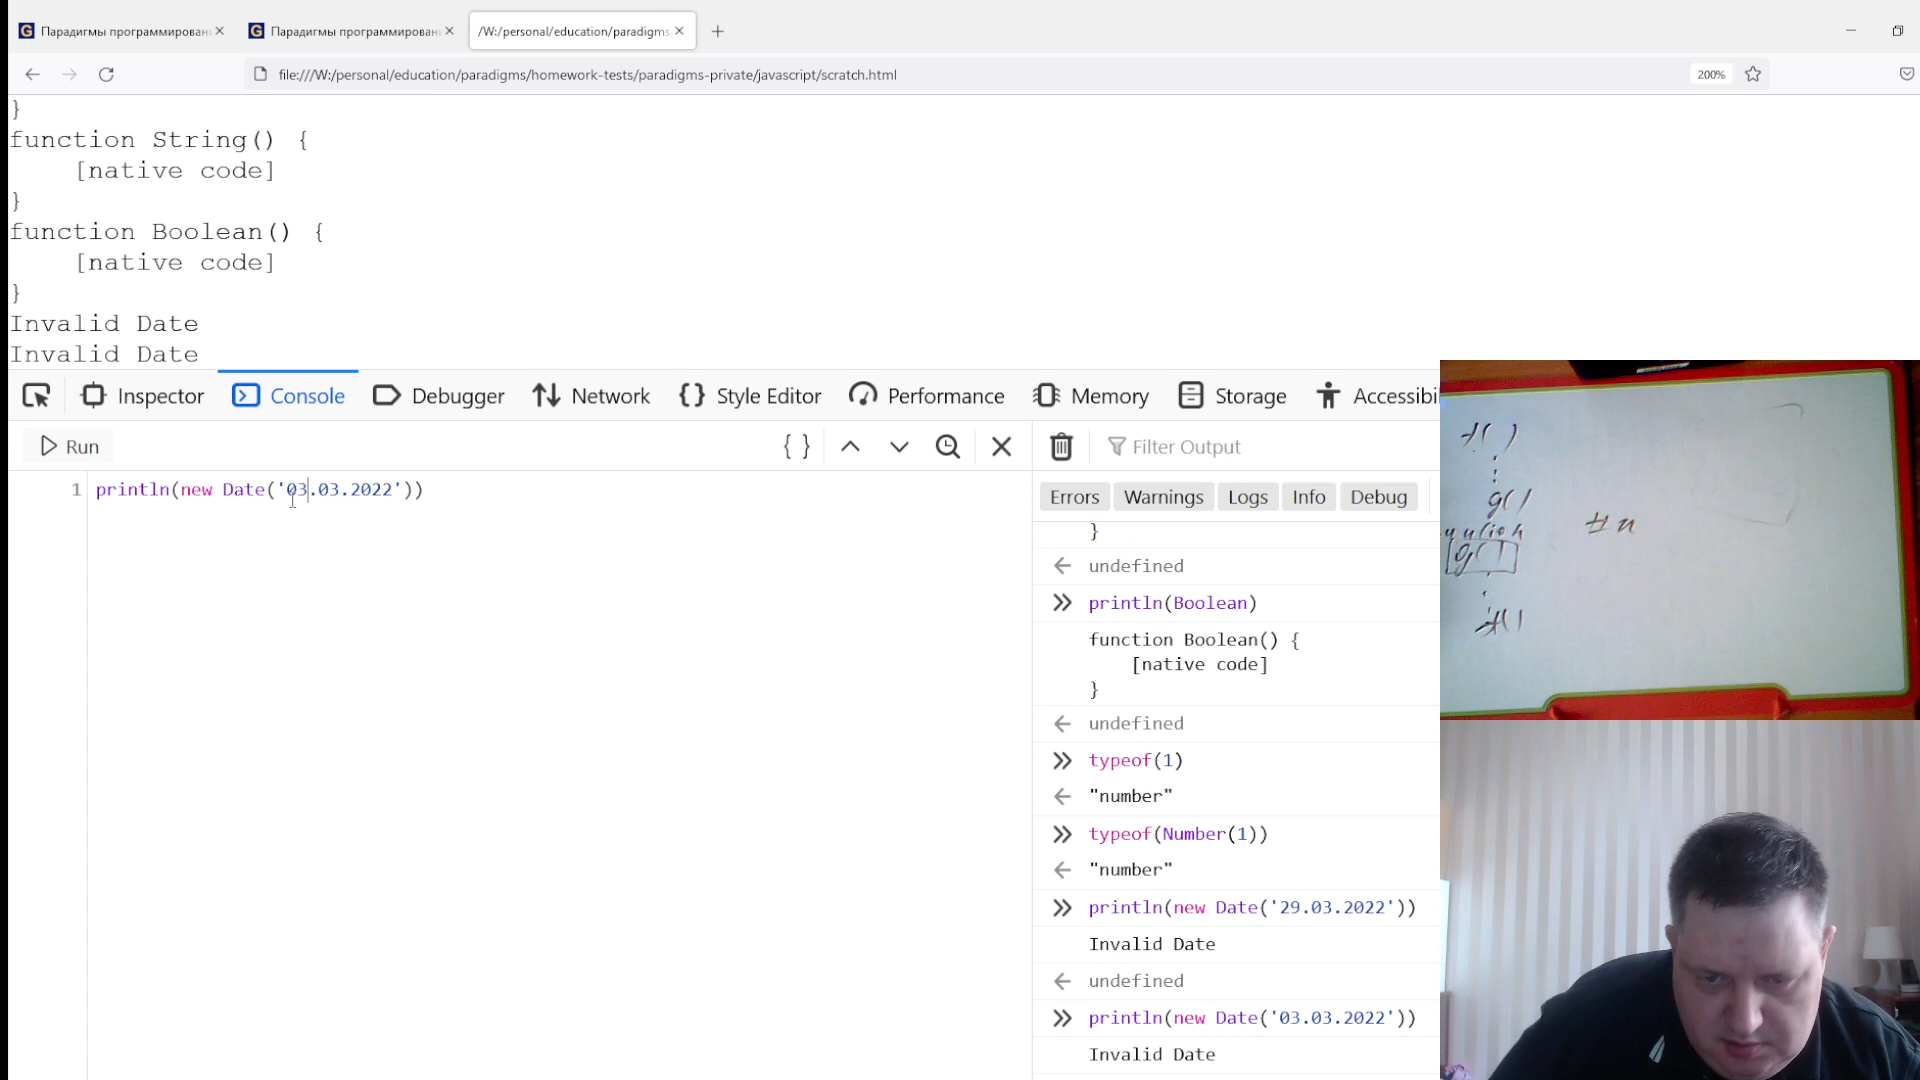 Парадигмы программирован
Парадигмы программирован
/W:/personal/education/paradigms
file:///W:/personal/education/paradigms/homework-tests/paradigms-private/javascript/scratch.html
200%
}
function String() {
[native code]
}
function Boolean() {
[native code]
}
Invalid Date
Invalid Date
Inspector
Console
Debugger
Network
Style Editor
Performance
Memory
Storage
Accessibi
Run
{ }
Filter Output
1 println(new Date('03.03.2022'))
Errors
Warnings
Logs
Info
Debug
}
undefined
println(Boolean)
function Boolean() {
[native code]
}
undefined
typeof(1)
"number"
typeof(Number(1))
"number"
println(new Date('29.03.2022'))
Invalid Date
undefined
println(new Date('03.03.2022'))
Invalid Date
f( )
g( )
g( )
f( )